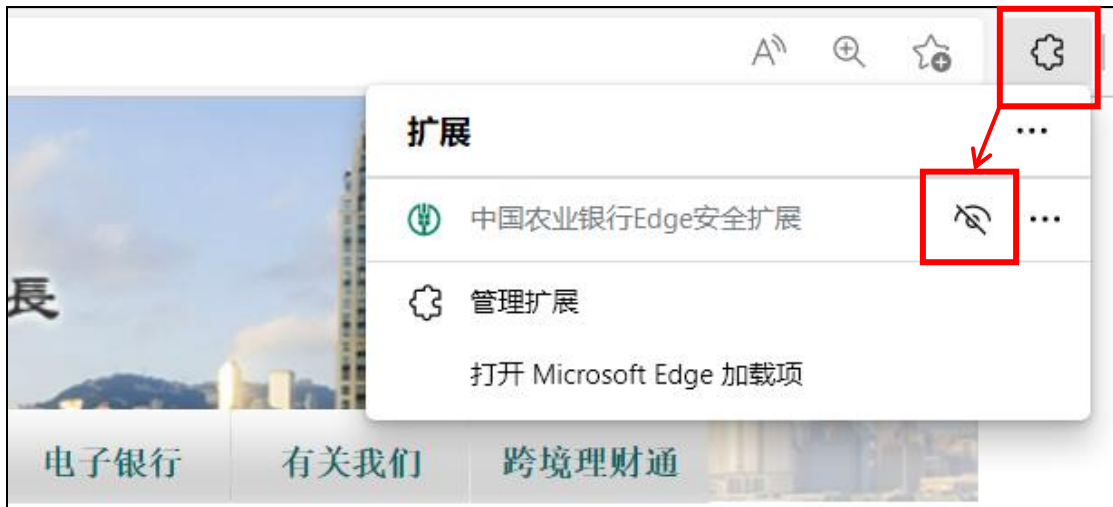 扩展
中国农业银行Edge安全扩展
管理扩展
打开 Microsoft Edge 加载项
長
电子银行 有关我们 跨境理财通